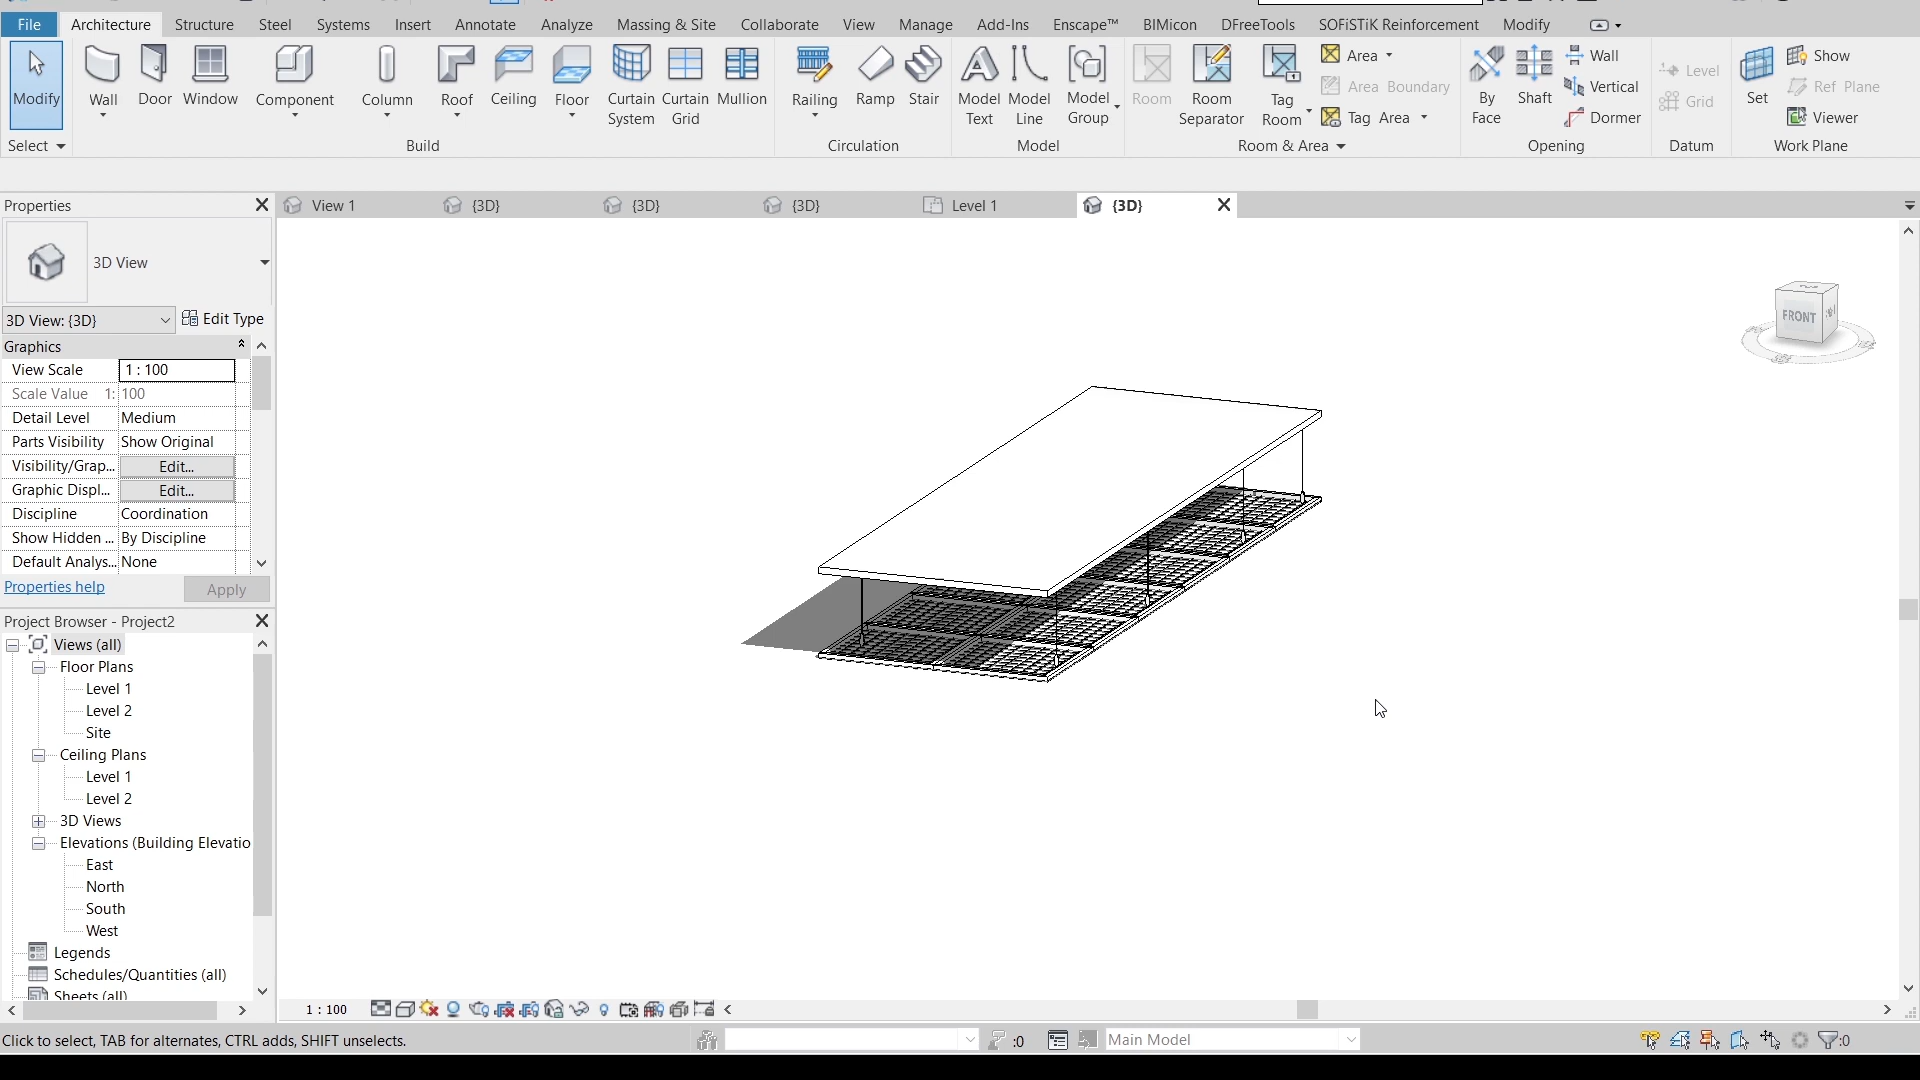 File Architecture Structure Steel Systems Insert Annotate Analyze Massing & Site Collaborate View Manage Add-Ins Enscape™ BIMicon DFreeTools SOFiSTiK Reinforcement Modify
Modify Wall Door Window Component Column Roof Ceiling Floor Curtain System Curtain Grid Mullion Railing Ramp Stair Model Text Model Line Model Group Room Room Separator Tag Room
Area
Area Boundary
Tag Area
By Face Shaft
Wall
Vertical
Dormer
Level
Grid
Set
Show
Ref Plane
Viewer
Select Build Circulation Model Room & Area Opening Datum Work Plane
Properties
View 1 {3D} {3D} {3D} Level 1 {3D}
3D View
3D View: {3D} Edit Type
Graphics
View Scale 1 : 100
Scale Value 1: 100
Detail Level Medium
Parts Visibility Show Original
Visibility/Grap... Edit...
Graphic Displ... Edit...
Discipline Coordination
Show Hidden ... By Discipline
Default Analys... None
Properties help Apply
FRONT
Project Browser - Project2
Views (all)
Floor Plans
Level 1
Level 2
Site
Ceiling Plans
Level 1
Level 2
3D Views
Elevations (Building Elevatio
East
North
South
West
Legends
Schedules/Quantities (all)
Sheets (all)
1 : 100
Click to select, TAB for alternates, CTRL adds, SHIFT unselects.
:0
Main Model
:0